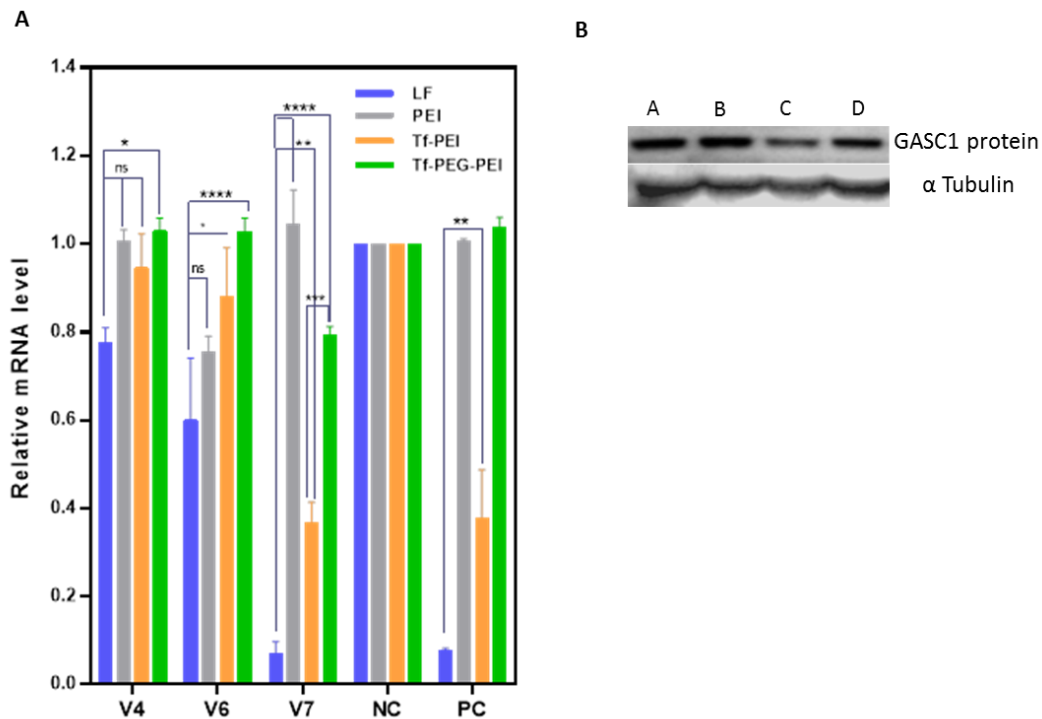 A
Relative mRNA level
1.4
1.2
1.0
0.8
0.6
0.4
0.2
0.0
LF
PEI
Tf-PEI
Tf-PEG-PEI
*
ns
****
*
ns
****
**
***
**
V4 V6 V7 NC PC
B
A B C D
GASC1 protein
α Tubulin